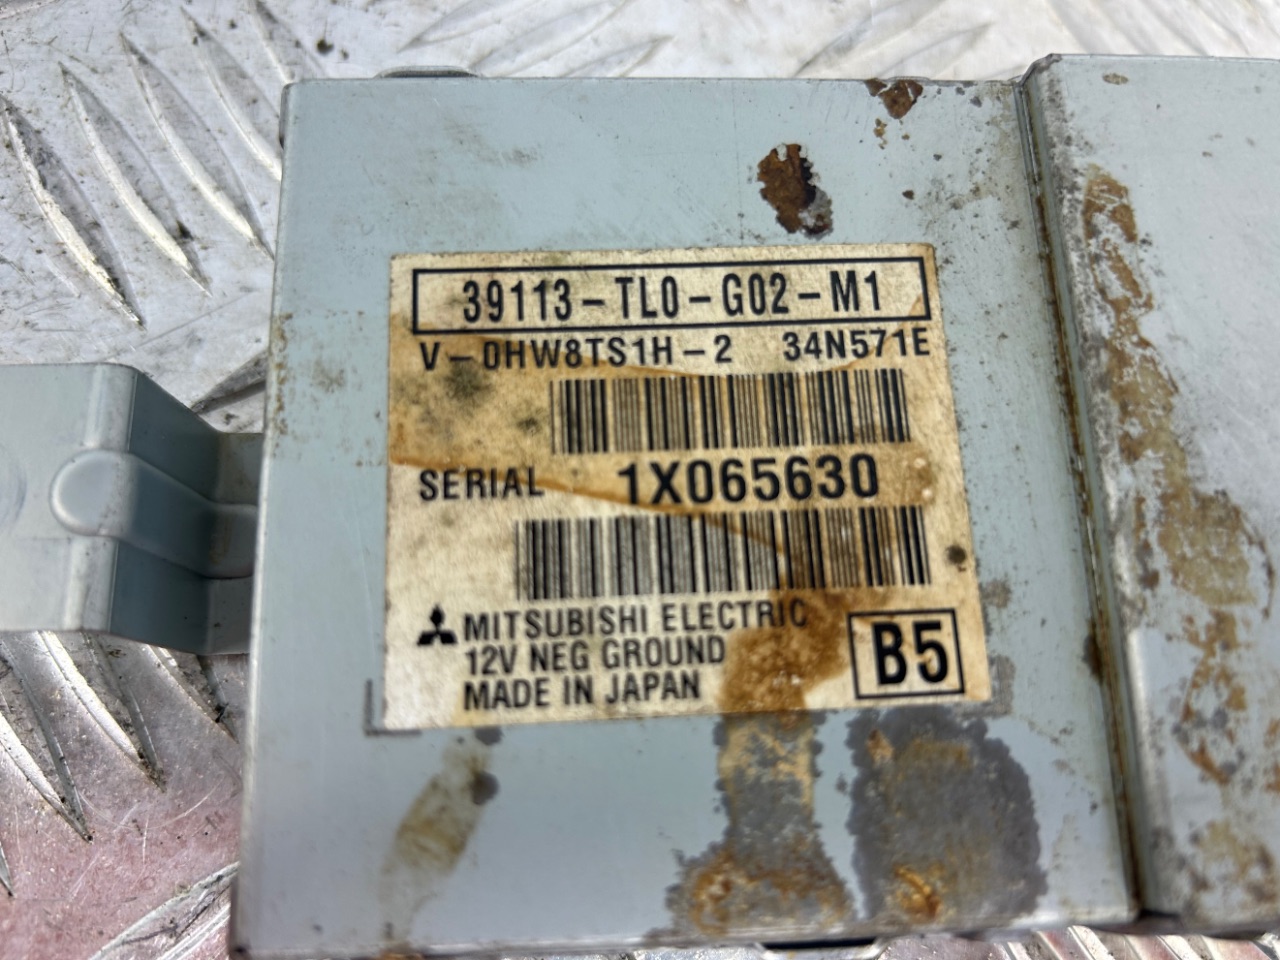 39113-TL0-G02-M1
V-0HW8TS1H-2 34N571E
SERIAL 1X065630
MITSUBISHI ELECTRIC
12V NEG GROUND
MADE IN JAPAN
B5